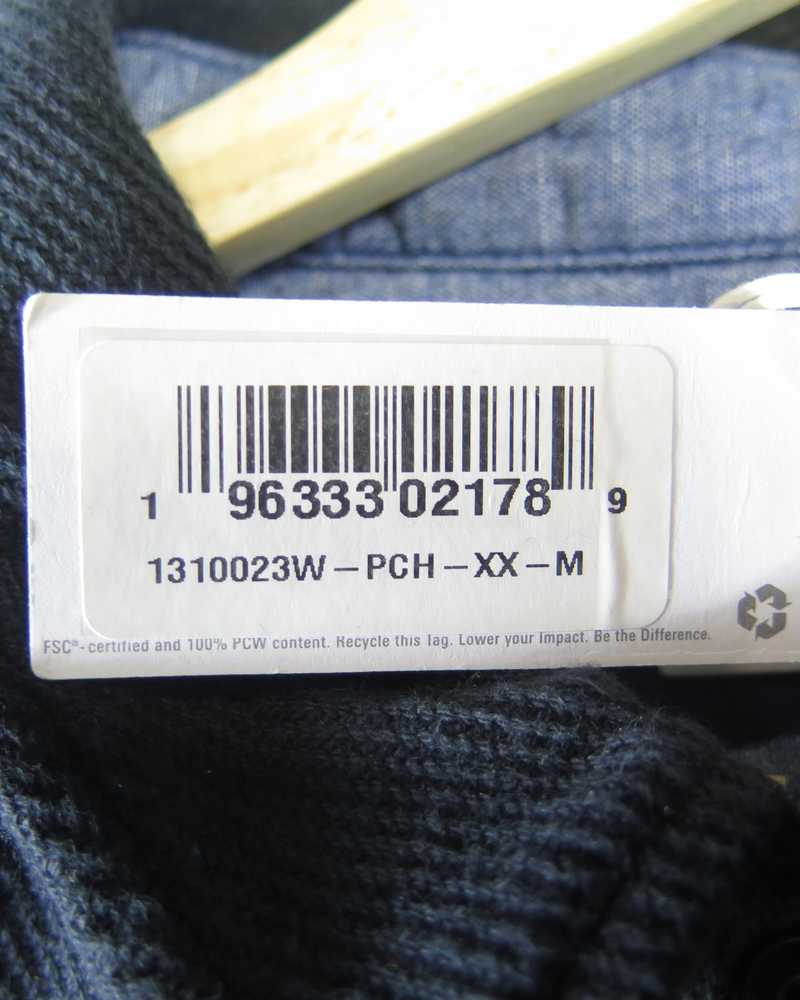 1 96333 02178 9
1310023W-PCH-XX-M
FSC®-certified and 100% PCW content. Recycle this Tag. Lower your Impact. Be the Difference.